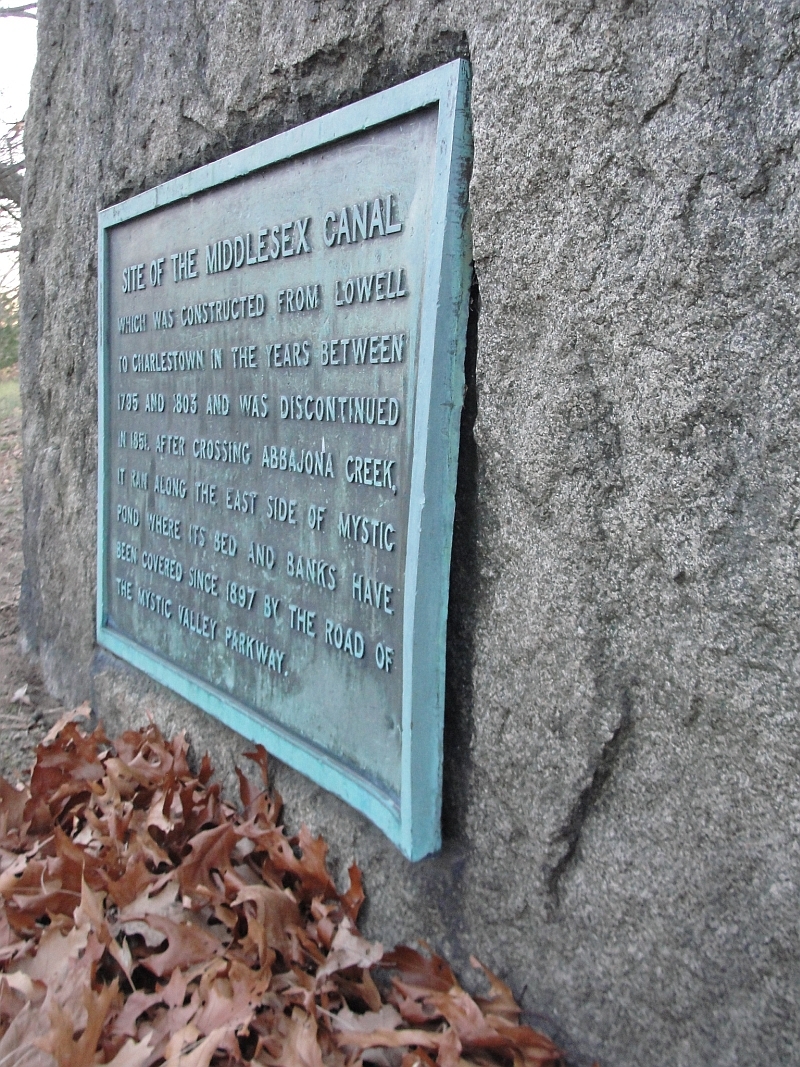 SITE OF THE MIDDLESEX CANAL
WHICH WAS CONSTRUCTED FROM LOWELL
TO CHARLESTOWN IN THE YEARS BETWEEN
1795 AND 1803 AND WAS DISCONTINUED
IN 1851. AFTER CROSSING ABBAJONA CREEK,
IT RAN ALONG THE EAST SIDE OF MYSTIC
POND WHERE ITS BED AND BANKS HAVE
BEEN COVERED SINCE 1897 BY THE ROAD OF
THE MYSTIC VALLEY PARKWAY.